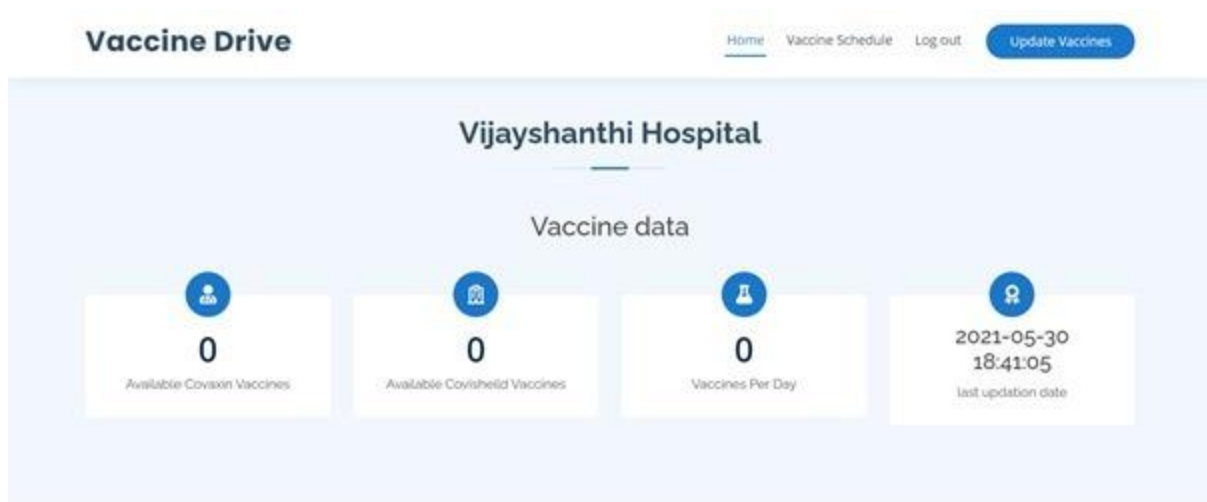 Vaccine Drive
Home Vaccine Schedule Log out Update Vaccines
Vijayshanthi Hospital
Vaccine data
0
Available Covaxin Vaccines
0
Available Covisheild Vaccines
0
Vaccines Per Day
2021-05-30
18:41:05
last updation date